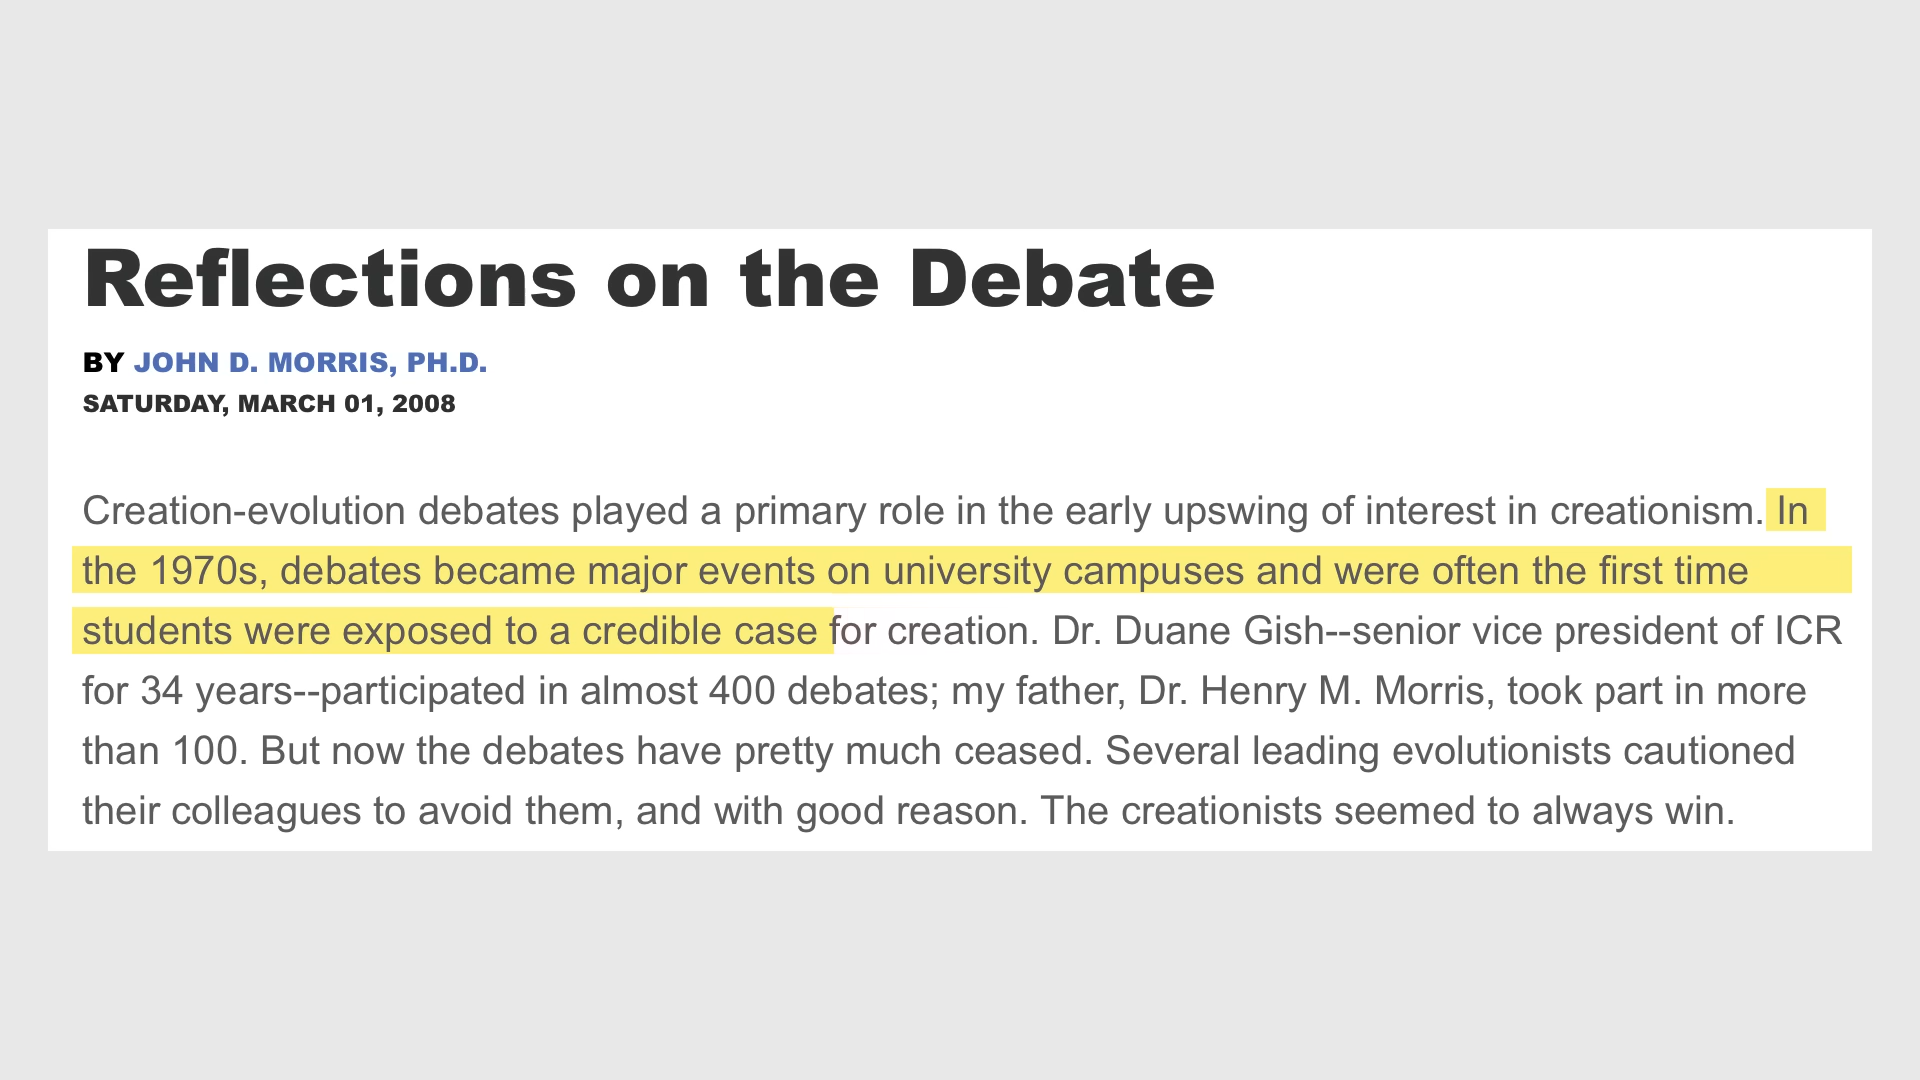 Reflections on the Debate
BY JOHN D. MORRIS, PH.D.
SATURDAY, MARCH 01, 2008
Creation-evolution debates played a primary role in the early upswing of interest in creationism. In
the 1970s, debates became major events on university campuses and were often the first time
students were exposed to a credible case for creation. Dr. Duane Gish--senior vice president of ICR
for 34 years--participated in almost 400 debates; my father, Dr. Henry M. Morris, took part in more
than 100. But now the debates have pretty much ceased. Several leading evolutionists cautioned
their colleagues to avoid them, and with good reason. The creationists seemed to always win.